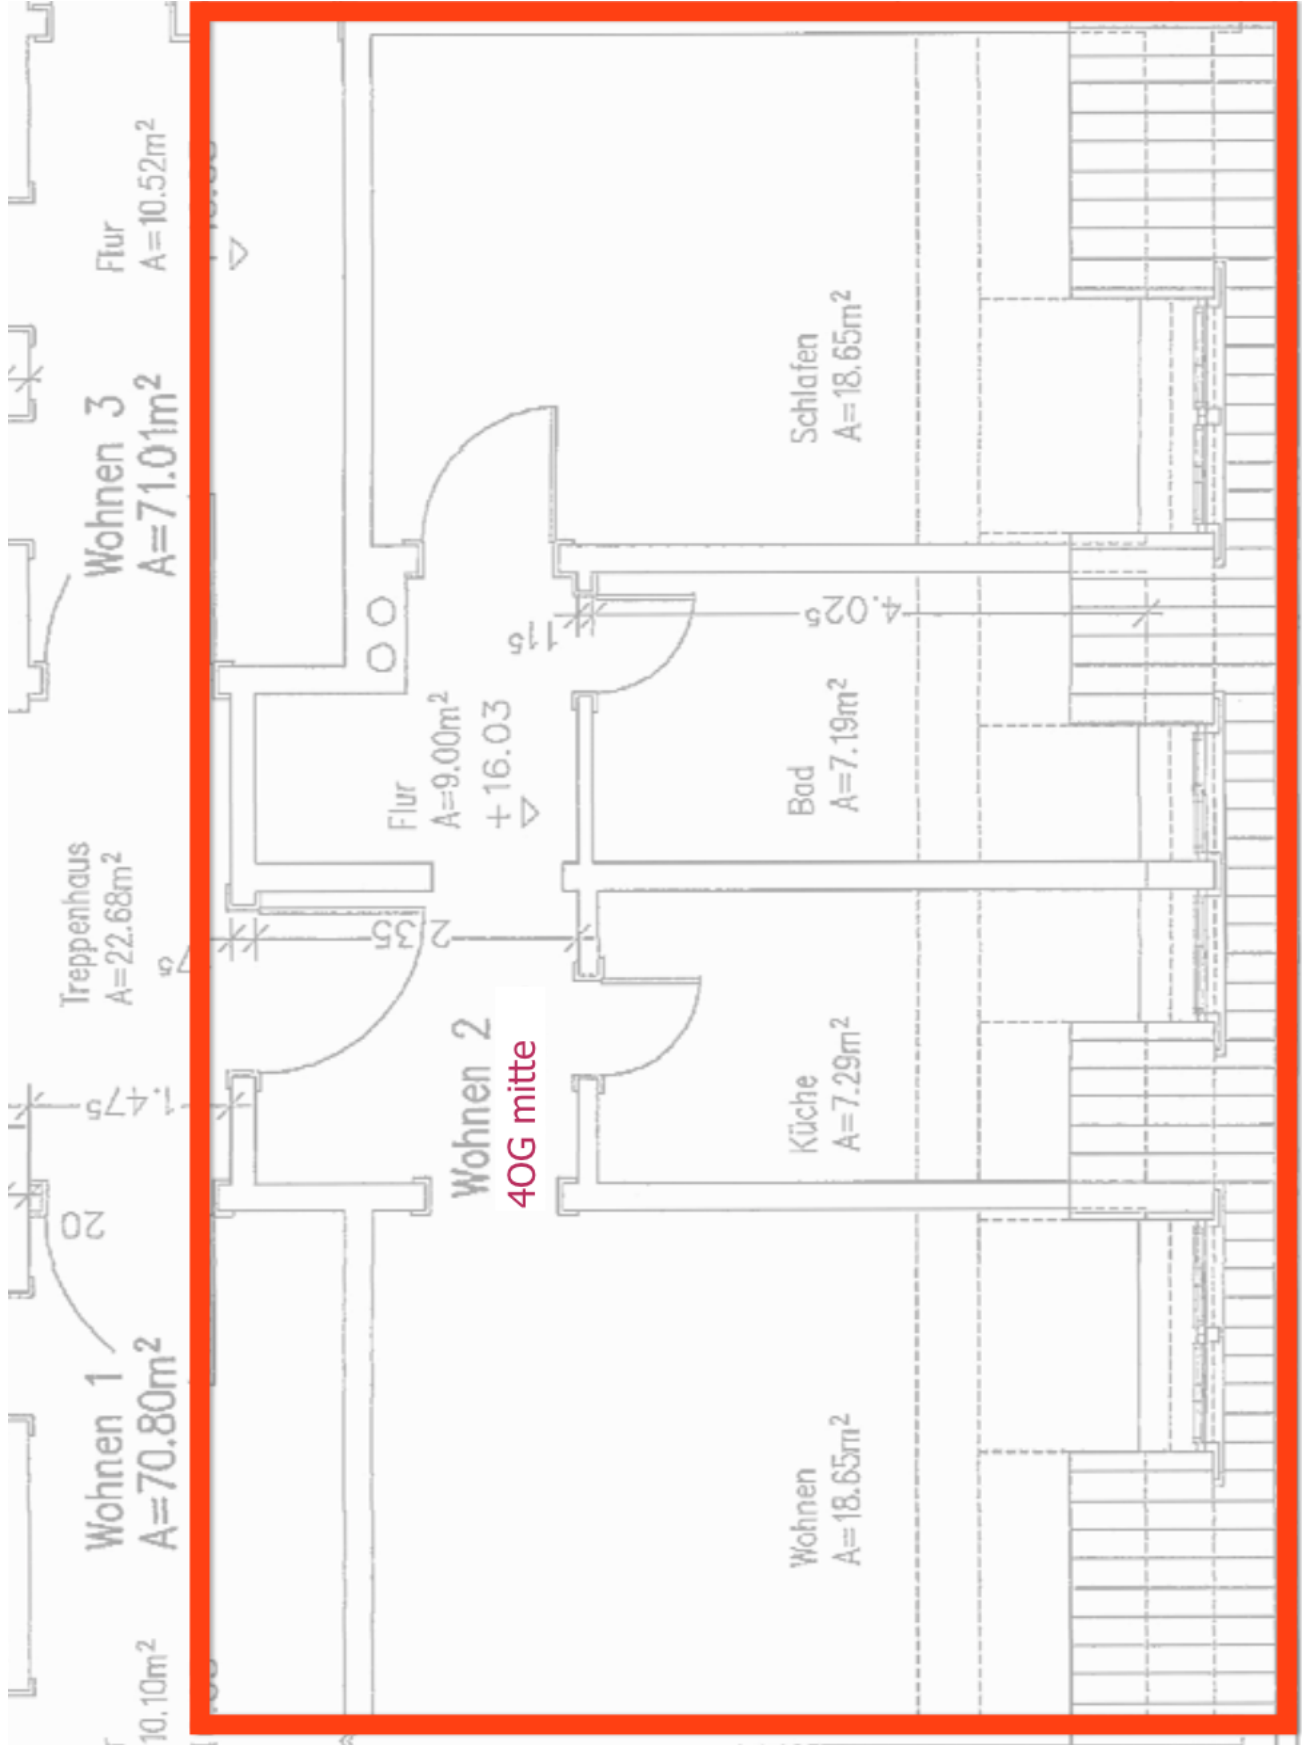 Flur
A=10.52m²
Wohnen 3
A=71.01m²
Treppenhaus
A=22.68m²
1.475
20
Wohnen 1
A=70.80m²
10.10m²
Schlafen
A=18.65m²
4.025
115
Flur
A=9.00m²
+16.03
Bad
A=7.19m²
2.35
Wohnen 2
4OG mitte
Küche
A=7.29m²
Wohnen
A=18.65m²